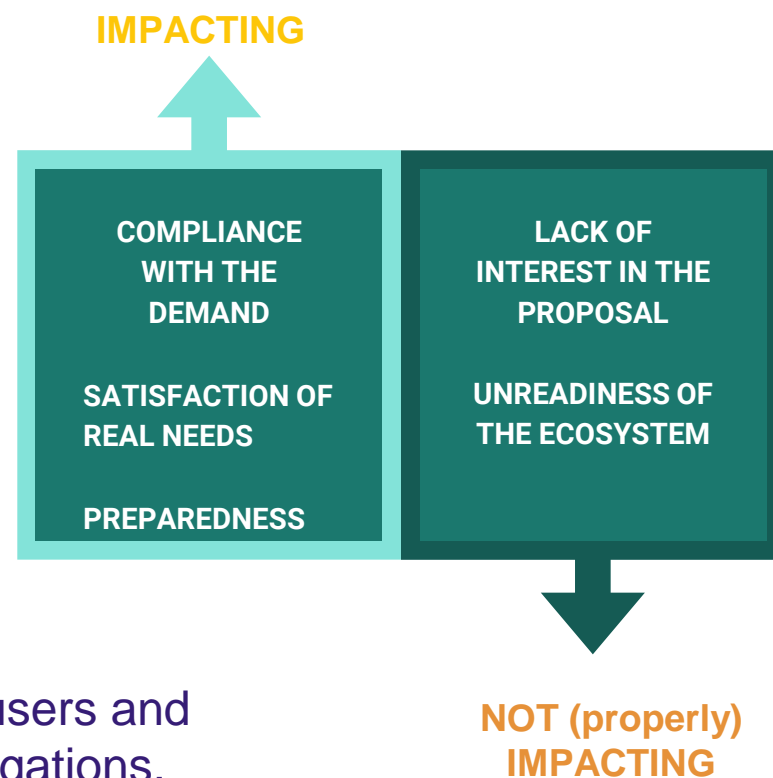 IMPACTING
COMPLIANCE
WITH THE
DEMAND
SATISFACTION OF
REAL NEEDS
PREPAREDNESS
LACK OF
INTEREST IN THE
PROPOSAL
UNREADINESS OF
THE ECOSYSTEM
users and
gations.
NOT (properly)
IMPACTING